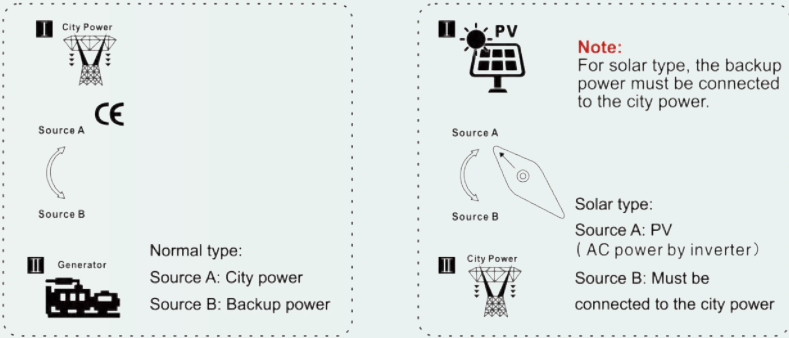 I
City Power
CE
Source A
Source B
II
Generator
Normal type:
Source A: City power
Source B: Backup power
I
PV
Note:
For solar type, the backup
power must be connected
to the city power.
Source A
Source B
II
City Power
Solar type:
Source A: PV
( AC power by inverter)
Source B: Must be
connected to the city power